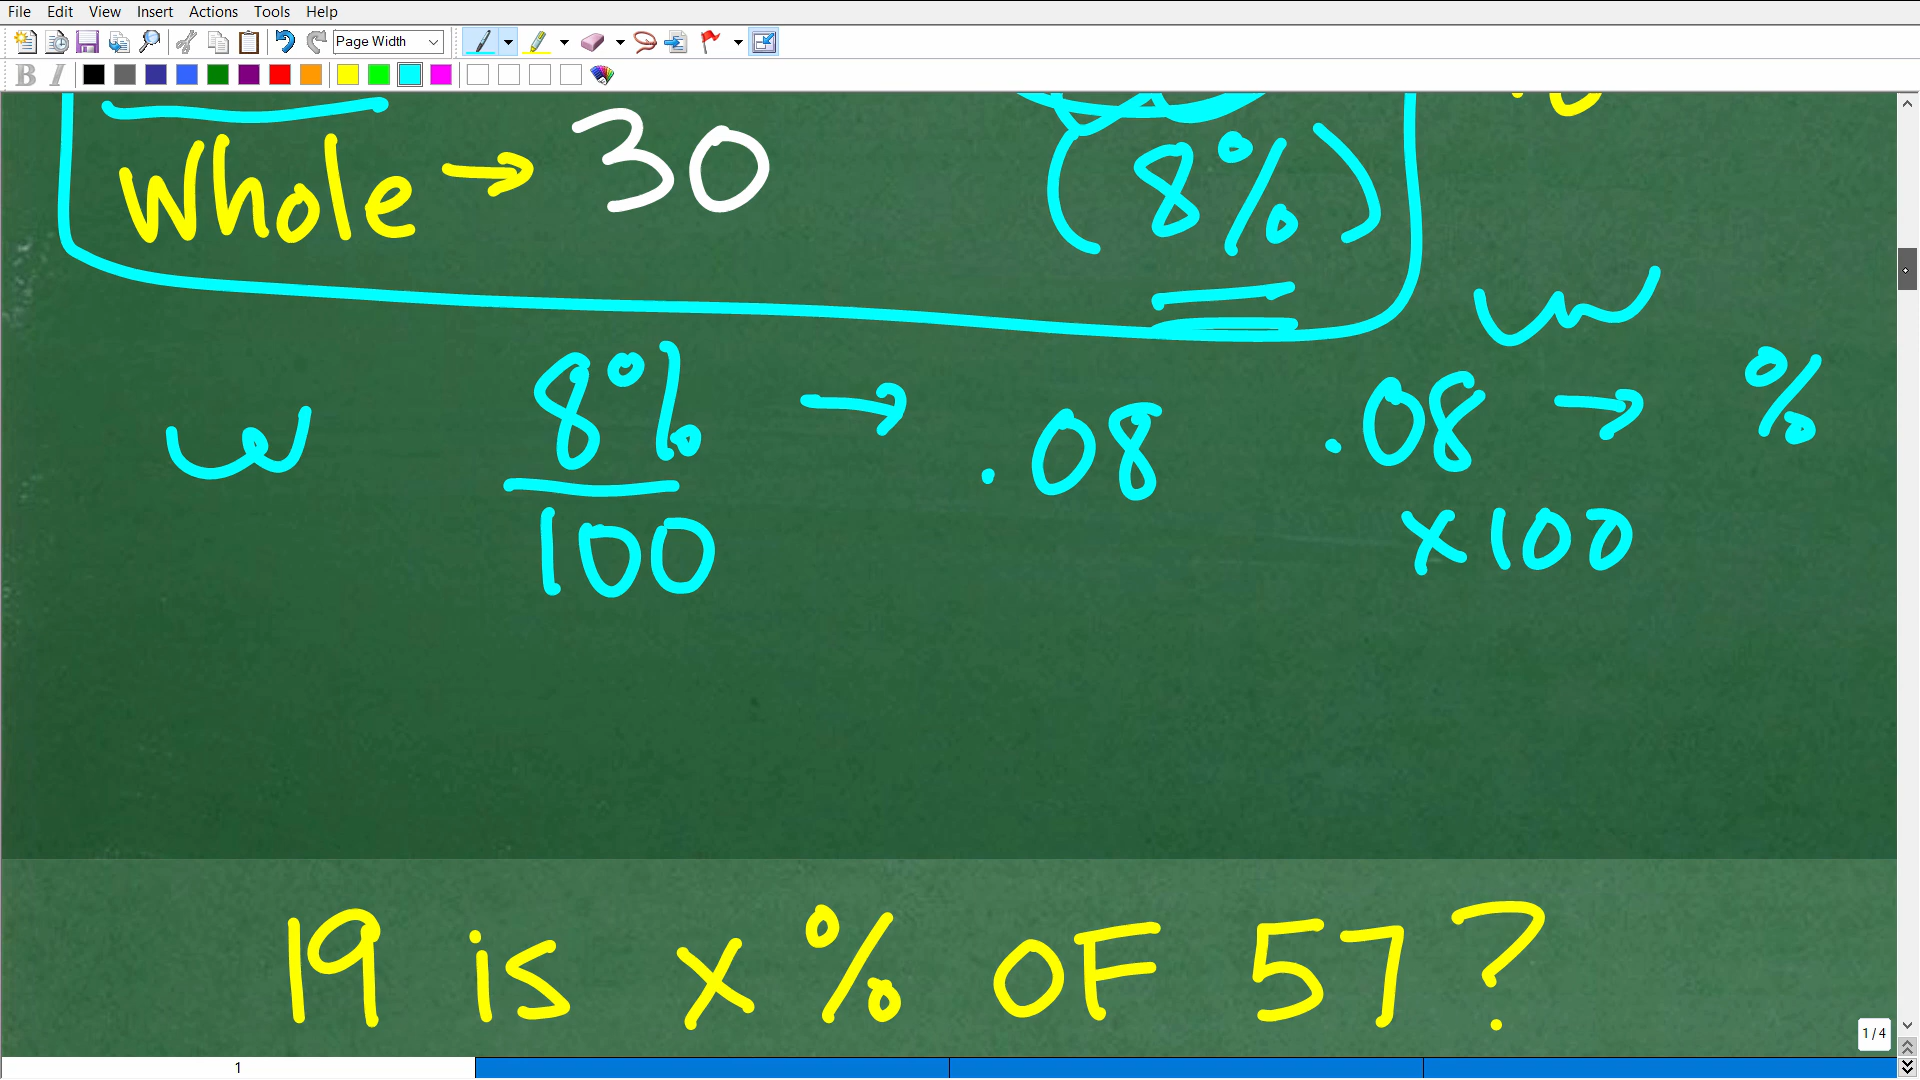 File Edit View Insert Actions Tools Help
Page Width
B I
Whole → 30 (8%)
8% → .08 .08 → %
100 ×100
19 is x % OF 57?
1 / 4
1